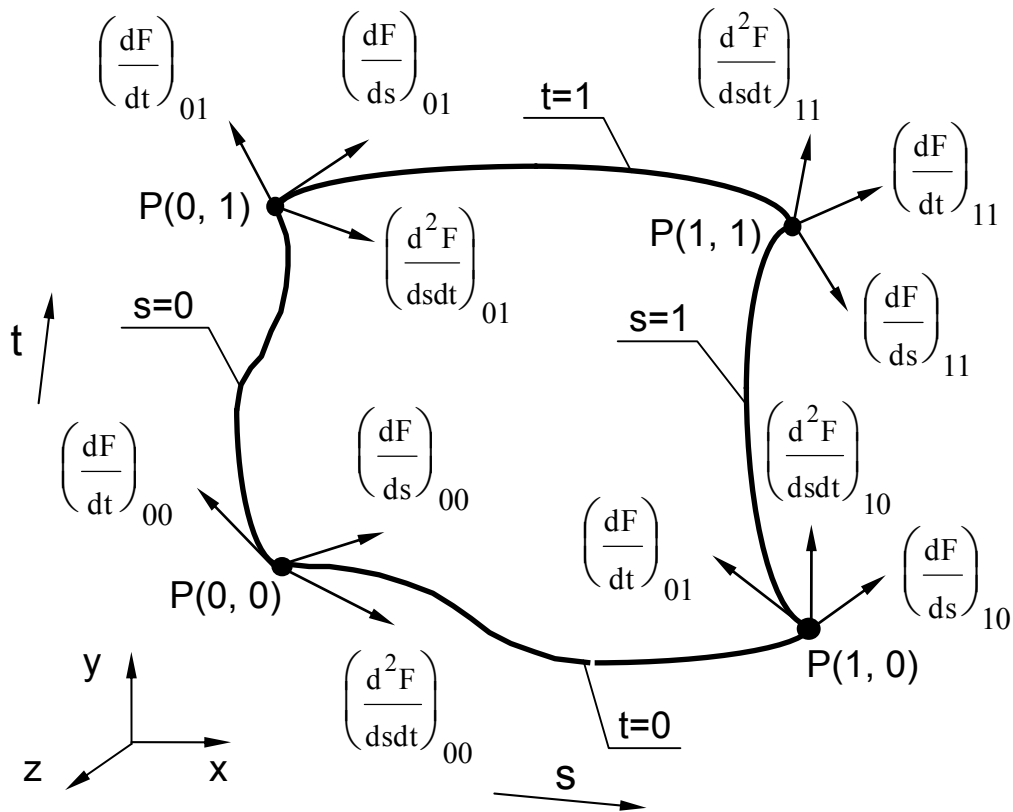 (dF/dt)01
(dF/ds)01
(d²F/dsdt)11
t=1
(dF/dt)11
P(0, 1)
P(1, 1)
(d²F/dsdt)01
s=0
s=1
(dF/ds)11
t
(dF/dt)00
(dF/ds)00
(d²F/dsdt)10
(dF/dt)01
(dF/ds)10
P(0, 0)
P(1, 0)
y
(d²F/dsdt)00
t=0
z
x
s